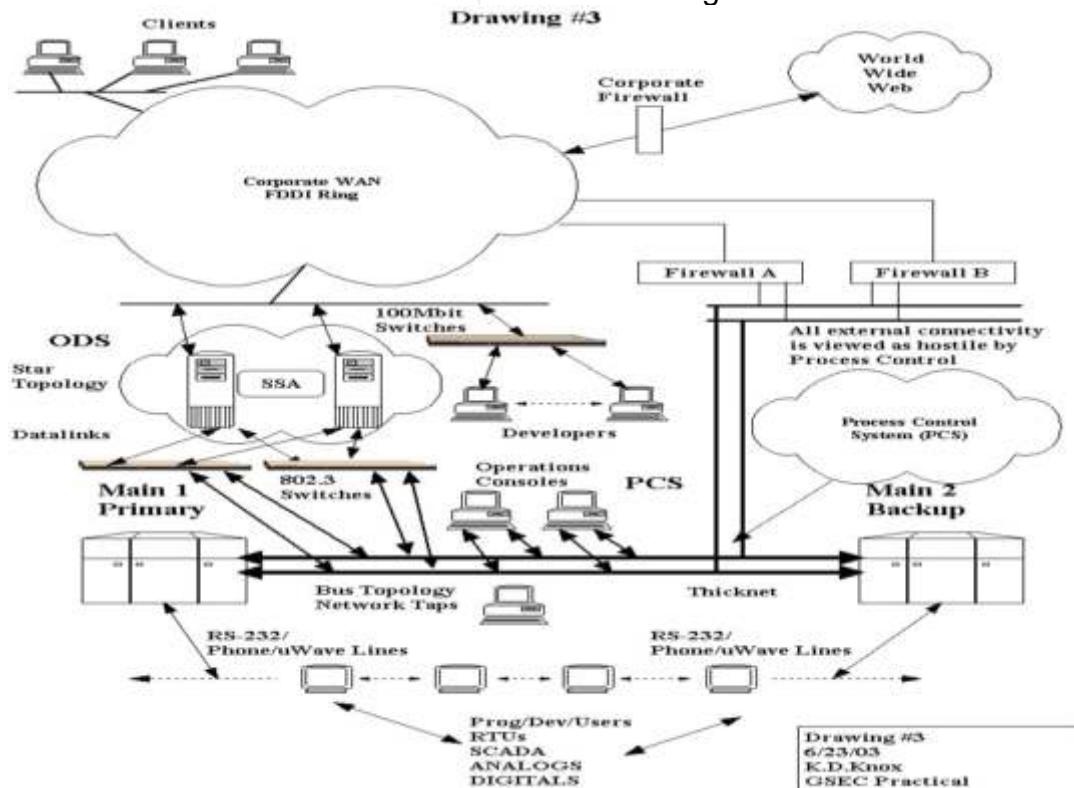 Drawing #3
Clients
World
Wide
Web
Corporate
Firewall
Corporate WAN
FDDI Ring
Firewall A
Firewall B
100Mbit
Switches
All external connectivity
is viewed as hostile by
Process Control
ODS
Star
Topology
SSA
Developers
Process Control
System (PCS)
Datalinks
802.3
Switches
Operations
Consoles
PCS
Main 1
Primary
Main 2
Backup
Bus Topology
Network Taps
Thicknet
RS-232/
Phone/uWave Lines
RS-232/
Phone/uWave Lines
Prog/Dev/Users
RTUs
SCADA
ANALOGS
DIGITALS
Drawing #3
6/23/03
K.D.Knox
GSEC Practical